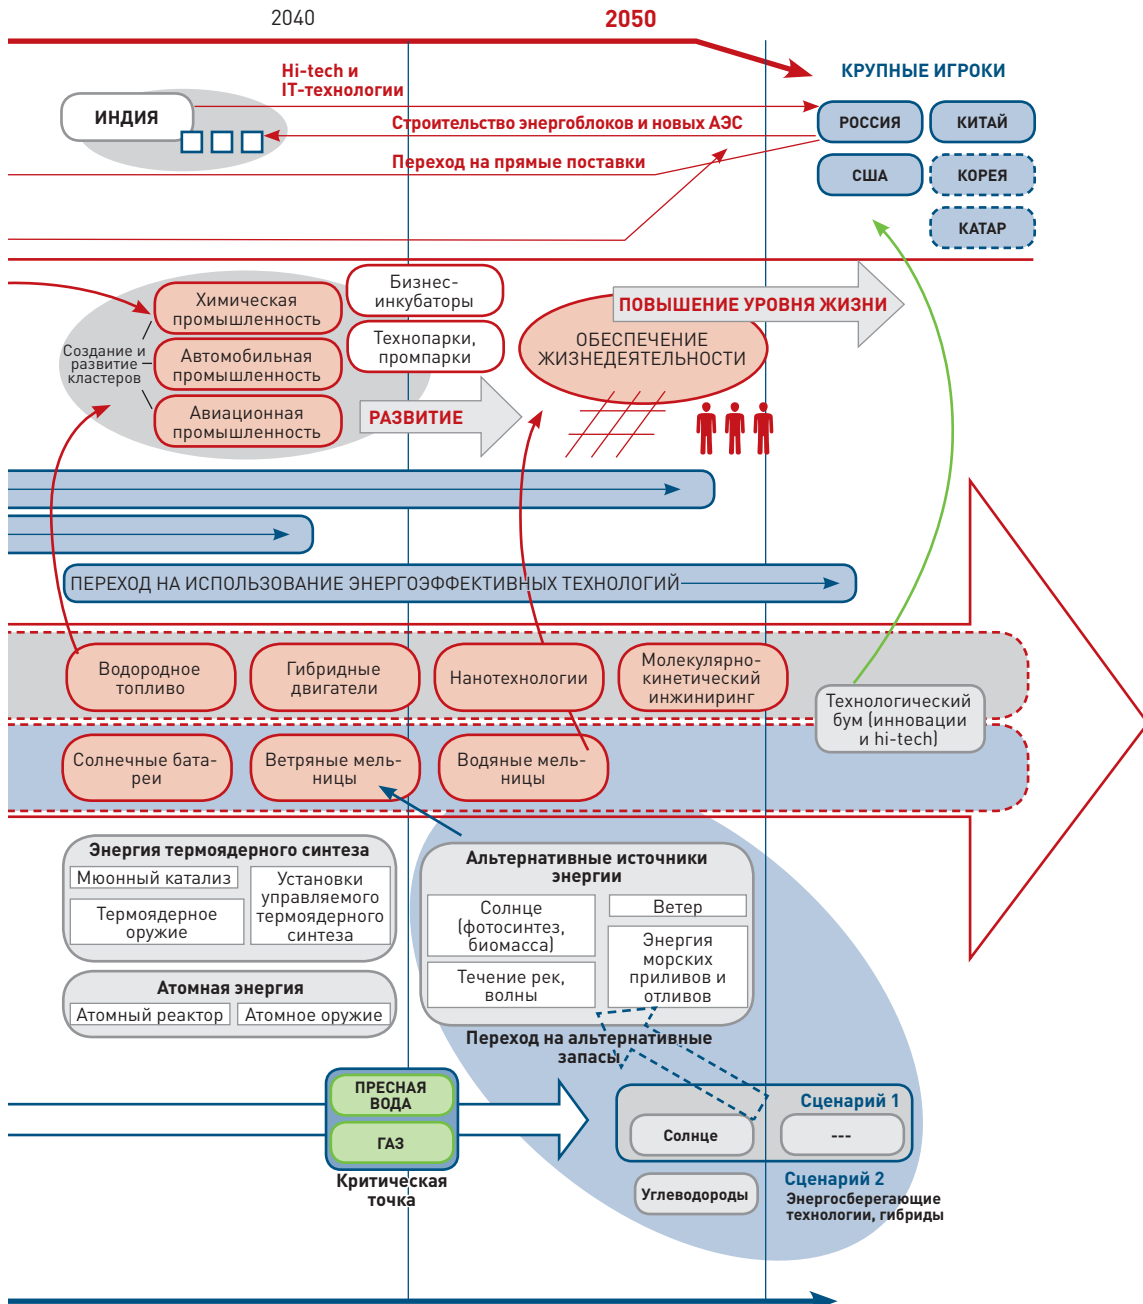 2040
2050
КРУПНЫЕ ИГРОКИ
Hi-tech и
IT-технологии
ИНДИЯ
Строительство энергоблоков и новых АЭС
Переход на прямые поставки
РОССИЯ
КИТАЙ
США
КОРЕЯ
КАТАР
Химическая
промышленность
Бизнес-
инкубаторы
ПОВЫШЕНИЕ УРОВНЯ ЖИЗНИ
Создание и
развитие
кластеров
Автомобильная
промышленность
Технопарки,
промпарки
ОБЕСПЕЧЕНИЕ
ЖИЗНЕДЕЯТЕЛЬНОСТИ
Авиационная
промышленность
РАЗВИТИЕ
ПЕРЕХОД НА ИСПОЛЬЗОВАНИЕ ЭНЕРГОЭФФЕКТИВНЫХ ТЕХНОЛОГИЙ
Водородное
топливо
Гибридные
двигатели
Нанотехнологии
Молекулярно-
кинетический
инжиниринг
Технологический
бум (инновации
и hi-tech)
Солнечные бата-
реи
Ветряные мель-
ницы
Водяные мель-
ницы
Энергия термоядерного синтеза
Мюонный катализ
Термоядерное
оружие
Установки
управляемого
термоядерного
синтеза
Атомная энергия
Атомный реактор
Атомное оружие
Альтернативные источники
энергии
Солнце
(фотосинтез,
биомасса)
Ветер
Течение рек,
волны
Энергия
морских
приливов и
отливов
Переход на альтернативные
запасы
ПРЕСНАЯ
ВОДА
ГАЗ
Критическая
точка
Сценарий 1
Солнце
---
Углеводороды
Сценарий 2
Энергосберегающие
технологии, гибриды